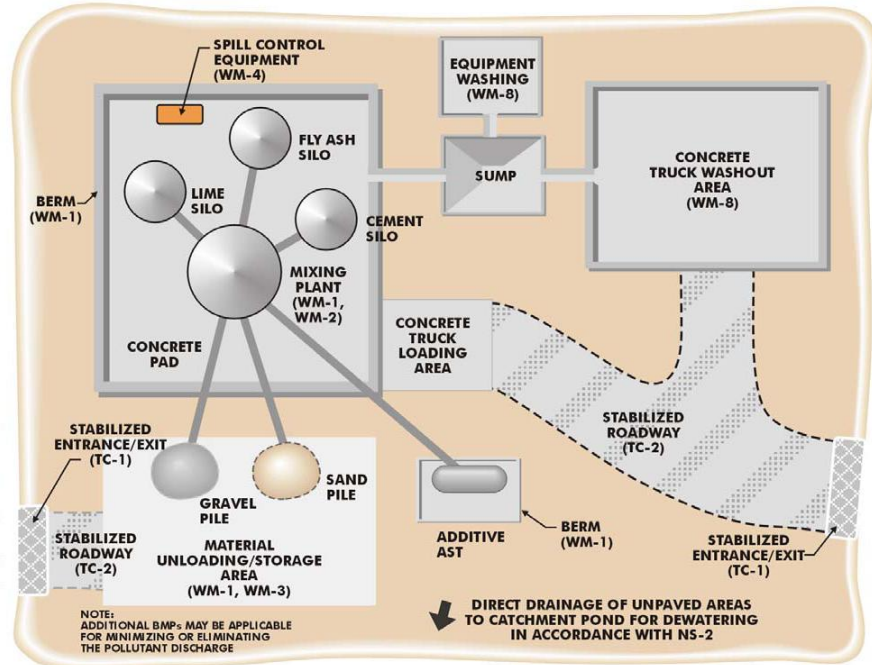 SPILL CONTROL
EQUIPMENT
(WM-4)
EQUIPMENT
WASHING
(WM-8)
FLY ASH
SILO
SUMP
CONCRETE
TRUCK WASHOUT
AREA
(WM-8)
BERM
(WM-1)
LIME
SILO
CEMENT
SILO
MIXING
PLANT
(WM-1,
WM-2)
CONCRETE
PAD
CONCRETE
TRUCK
LOADING
AREA
STABILIZED
ENTRANCE/EXIT
(TC-1)
STABILIZED
ROADWAY
(TC-2)
GRAVEL
PILE
SAND
PILE
STABILIZED
ROADWAY
(TC-2)
MATERIAL
UNLOADING/STORAGE
AREA
(WM-1, WM-3)
ADDITIVE
AST
BERM
(WM-1)
STABILIZED
ENTRANCE/EXIT
(TC-1)
NOTE:
ADDITIONAL BMPs MAY BE APPLICABLE
FOR MINIMIZING OR ELIMINATING
THE POLLUTANT DISCHARGE
DIRECT DRAINAGE OF UNPAVED AREAS
TO CATCHMENT POND FOR DEWATERING
IN ACCORDANCE WITH NS-2